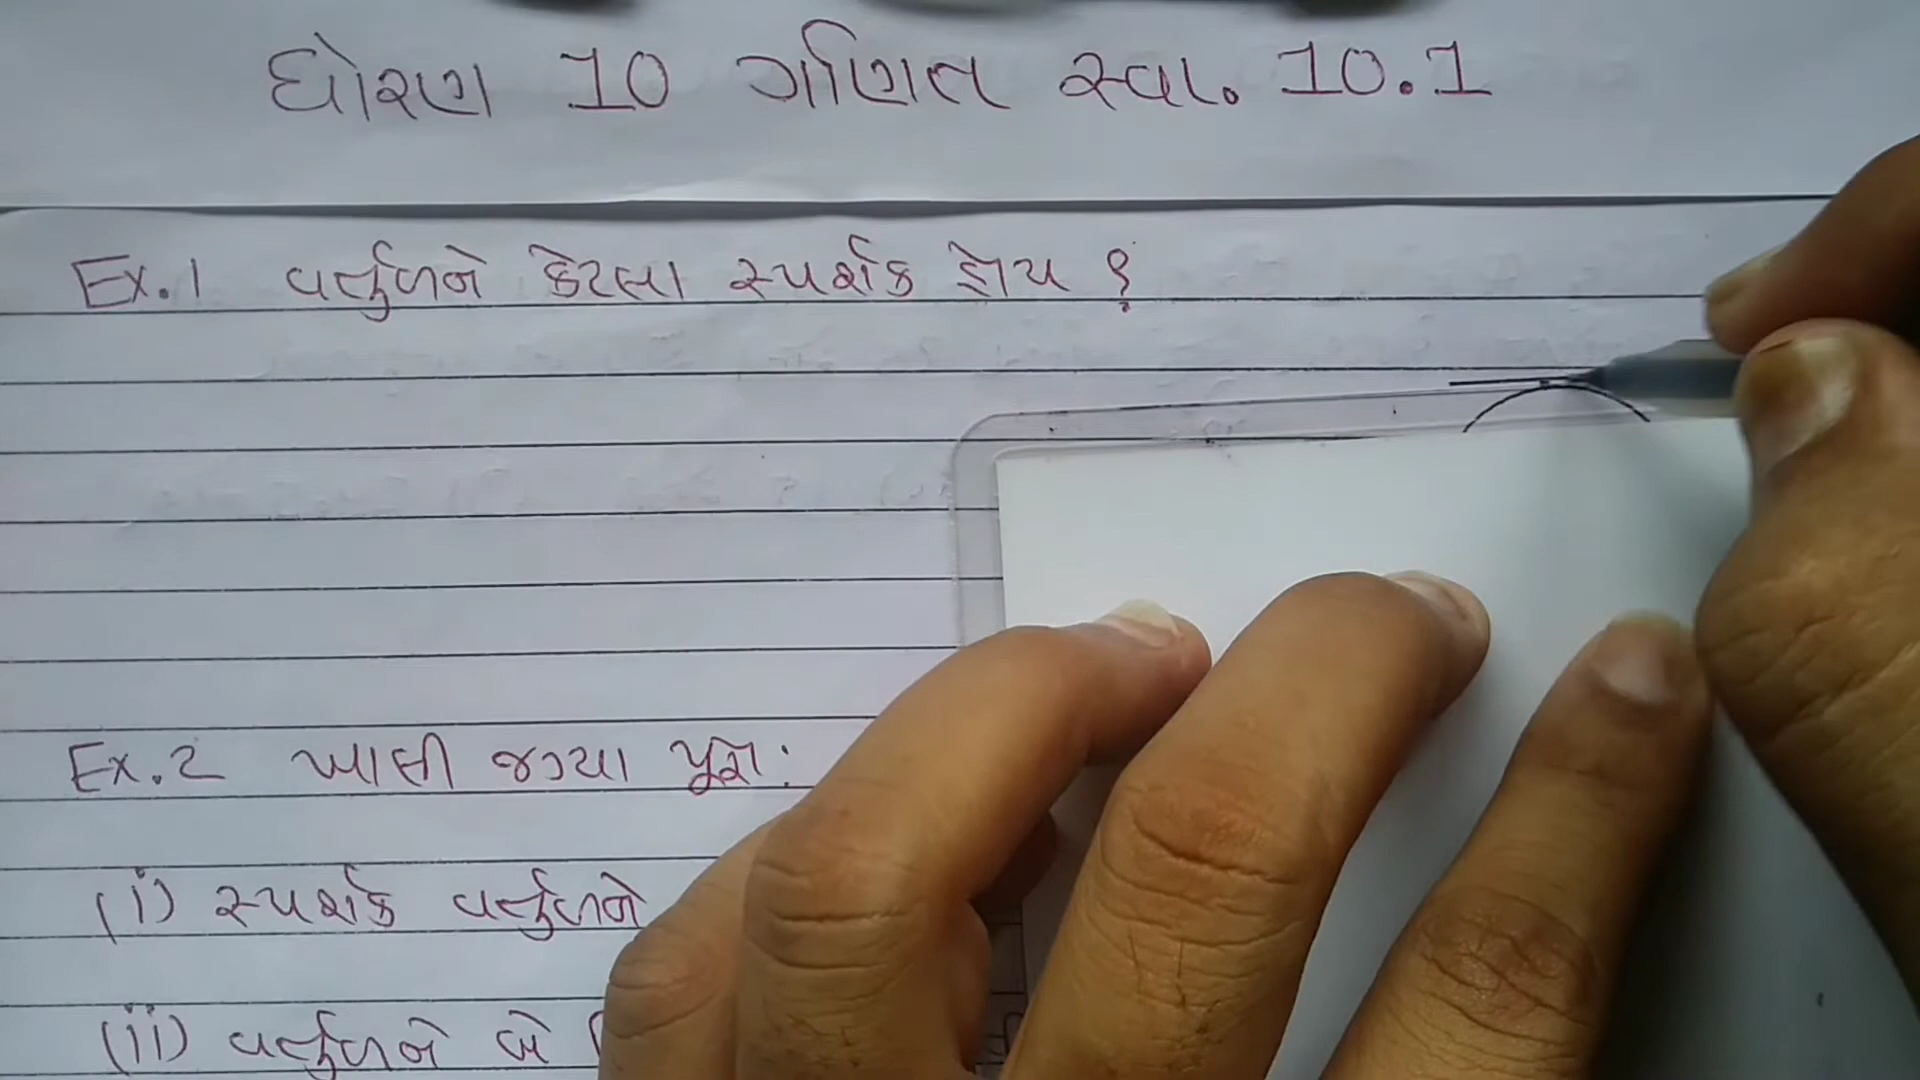 ધોરણ 10 ગણિત સ્વા. 10.1
Ex.1 વર્તુળને કેટલા સ્પર્શક હોય ?
Ex.2 ખાલી જગ્યા પૂરો:
(i) સ્પર્શક વર્તુળને
(ii) વર્તુળને બે